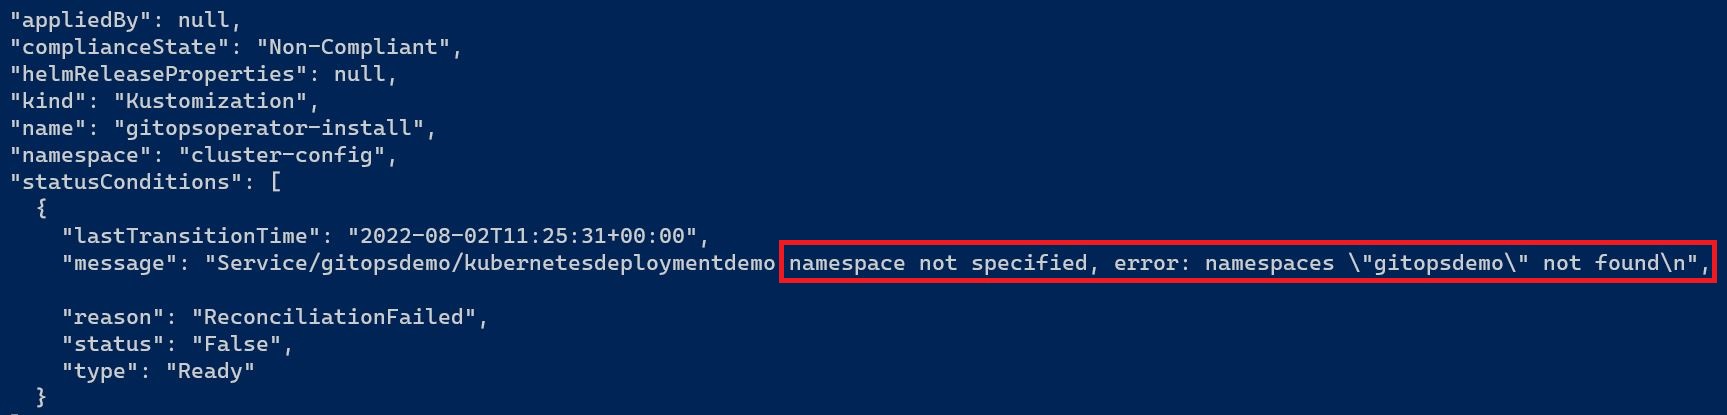 "appliedBy": null,
"complianceState": "Non-Compliant",
"helmReleaseProperties": null,
"kind": "Kustomization",
"name": "gitopsoperator-install",
"namespace": "cluster-config",
"statusConditions": [
  {
    "lastTransitionTime": "2022-08-02T11:25:31+00:00",
    "message": "Service/gitopsdemo/kubernetesdeploymentdemo namespace not specified, error: namespaces \"gitopsdemo\" not found\n",
    "reason": "ReconciliationFailed",
    "status": "False",
    "type": "Ready"
  }